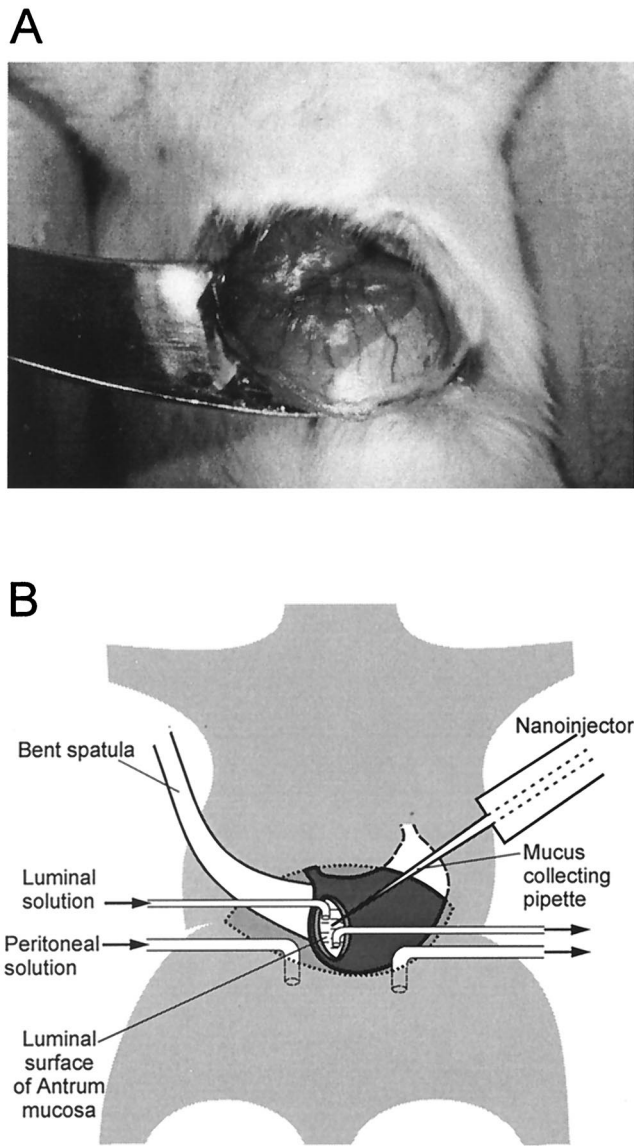 A
B
Nanoinjector
Bent spatula
Mucus
collecting
pipette
Luminal
solution
Peritoneal
solution
Luminal
surface
of Antrum
mucosa